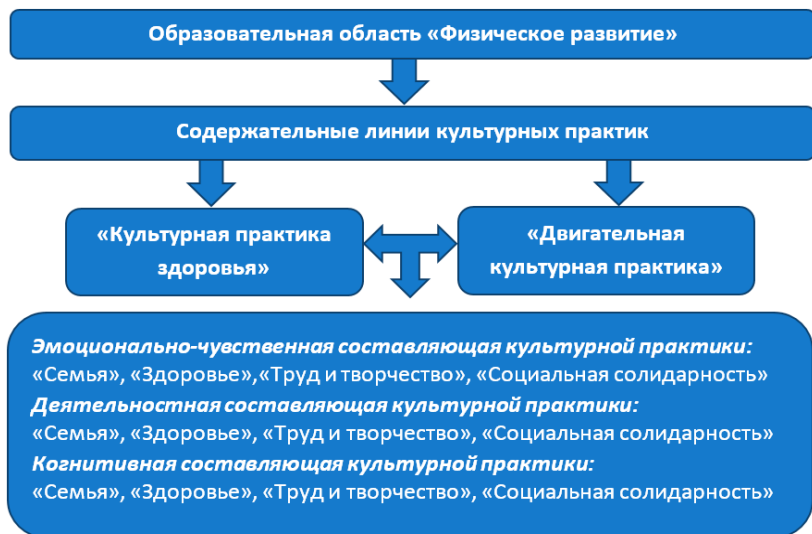 Образовательная область «Физическое развитие»
Содержательные линии культурных практик
«Культурная практика
здоровья»
«Двигательная
культурная практика»
Эмоционально-чувственная составляющая культурной практики:
«Семья», «Здоровье»,«Труд и творчество», «Социальная солидарность»
Деятельностная составляющая культурной практики:
«Семья», «Здоровье», «Труд и творчество», «Социальная солидарность»
Когнитивная составляющая культурной практики:
«Семья», «Здоровье», «Труд и творчество», «Социальная солидарность»